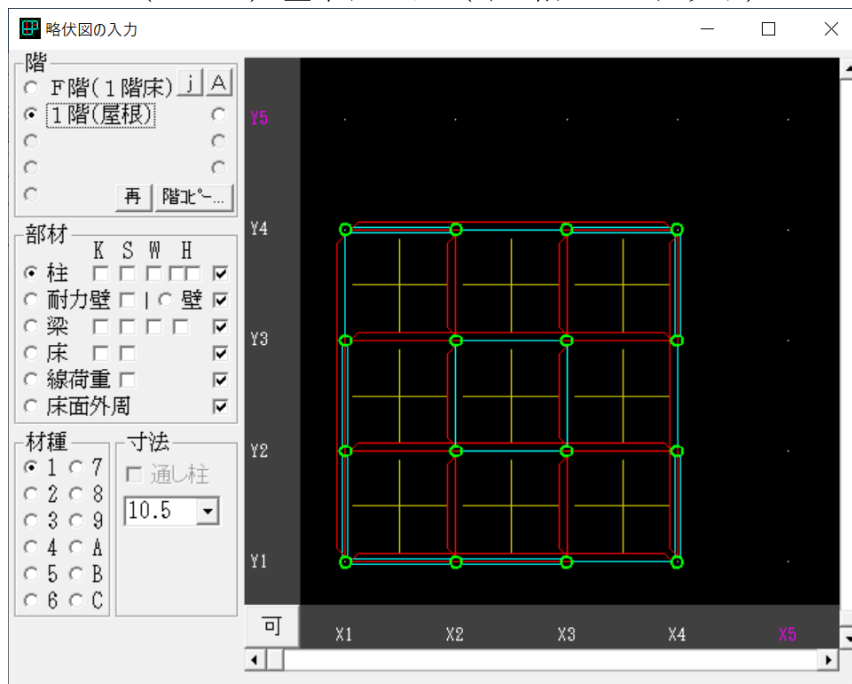 略伏図の入力
階
F階(1階床) j A
1階(屋根)
再 階ｺﾋﾟｰ...
部材
K S W H
柱
耐力壁 | 壁
梁
床
線荷重
床面外周
材種
1 7
2 8
3 9
4 A
5 B
6 C
寸法
通し柱
10.5
Y5
Y4
Y3
Y2
Y1
可
X1 X2 X3 X4 X5